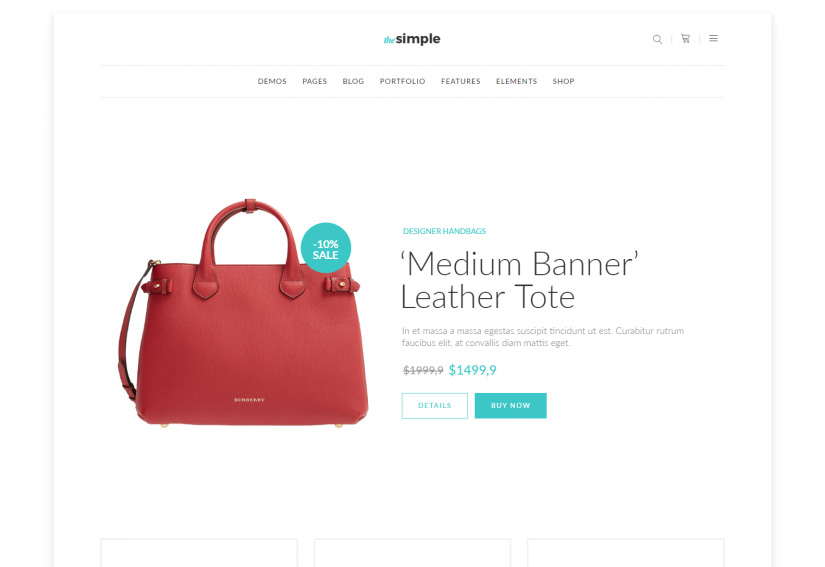 thesimple
DEMOS PAGES BLOG PORTFOLIO FEATURES ELEMENTS SHOP
-10%
SALE
DESIGNER HANDBAGS
‘Medium Banner’
Leather Tote
In et massa a massa egestas suscipit tincidunt ut est. Curabitur rutrum
faucibus elit, at convallis diam mattis eget.
$1999,9 $1499,9
DETAILS BUY NOW
BURBERRY